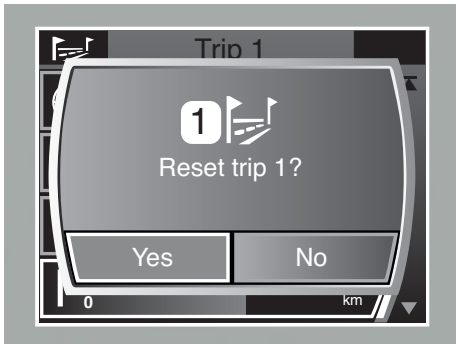 Trip 1
1
Reset trip 1?
Yes No
0 km